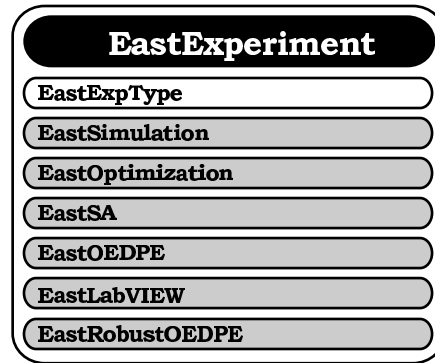 EastExperiment
EastExpType
EastSimulation
EastOptimization
EastSA
EastOEDPE
EastLabVIEW
EastRobustOEDPE